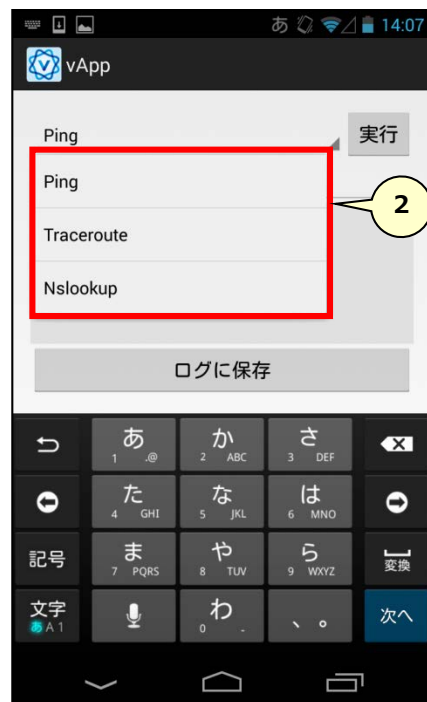 あ 14:07
vApp
Ping 実行
Ping
2
Traceroute
Nslookup
ログに保存
あ か さ
1 .@ 2 ABC 3 DEF
た な は
4 GHI 5 JKL 6 MNO
記号 ま や ら 変換
7 PQRS 8 TUV 9 WXYZ
文字 わ 、。 次へ
あA1 0 -